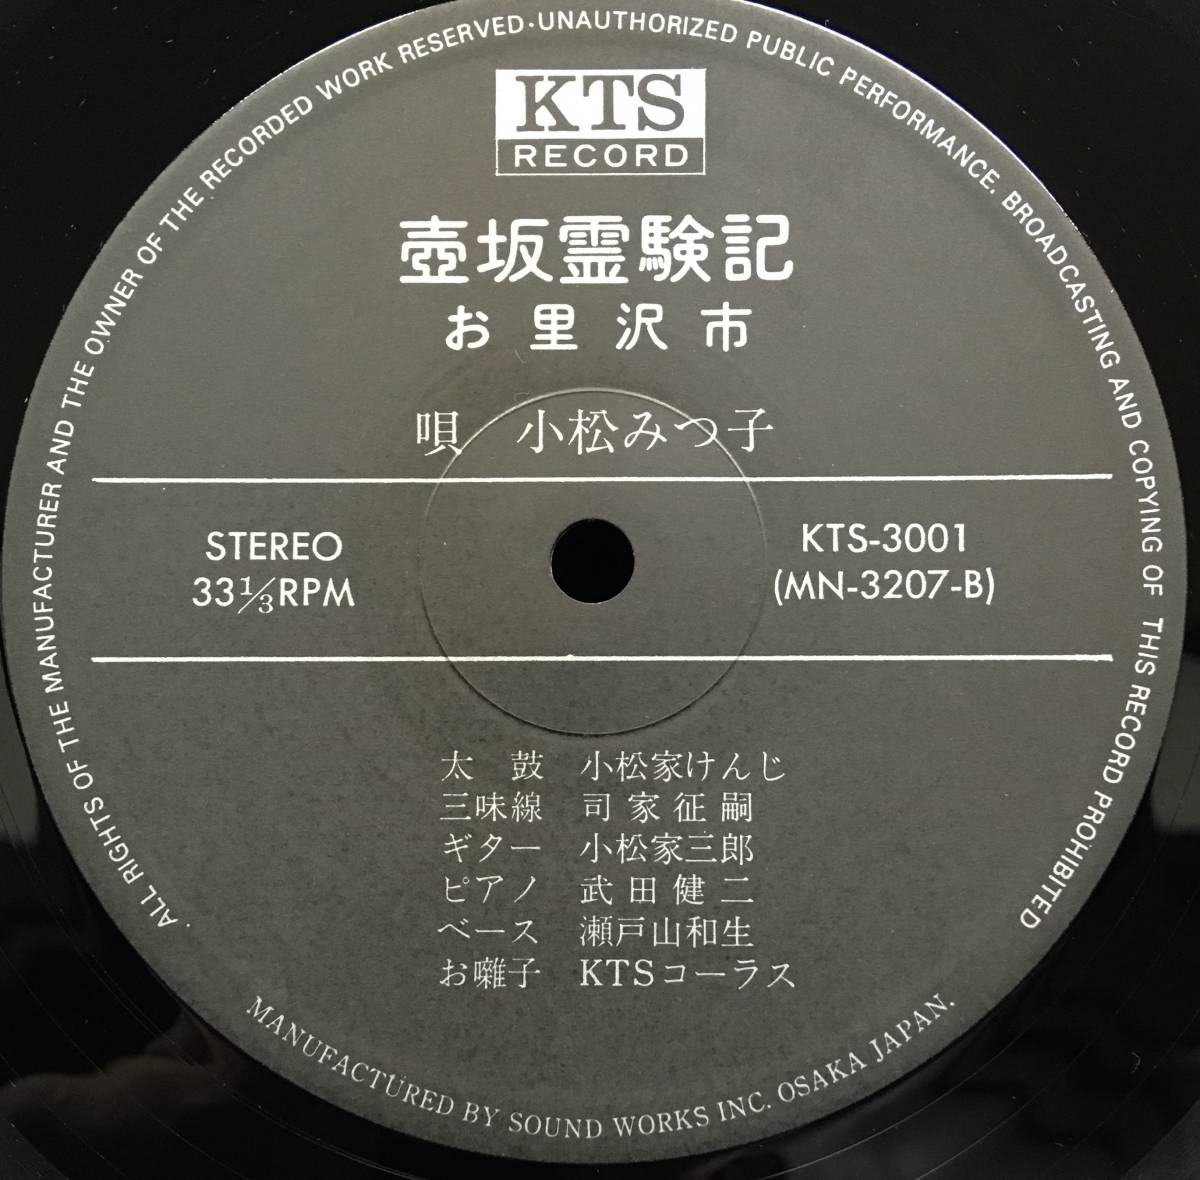 KTS
RECORD
壺坂霊験記
お里沢市
唄　小松みつ子
STEREO
33⅓RPM
KTS-3001
(MN-3207-B)
太鼓　小松家けんじ
三味線　司家征嗣
ギター　小松家三郎
ピアノ　武田健二
ベース　瀬戸山和生
お囃子　KTSコーラス
ALL RIGHTS OF THE MANUFACTURER AND THE OWNER OF THE RECORDED WORK RESERVED·UNAUTHORIZED PUBLIC PERFORMANCE. BROADCASTING AND COPYING OF THIS RECORD PROHIBITED
MANUFACTURED BY SOUND WORKS INC. OSAKA JAPAN.